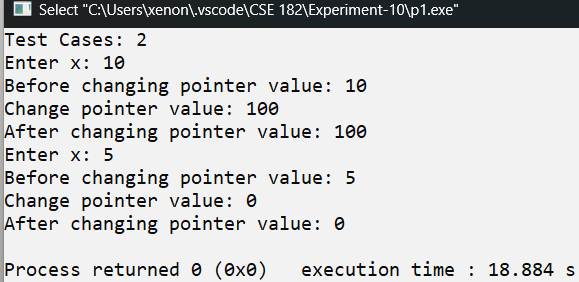 Select "C:\Users\xenon\.vscode\CSE 182\Experiment-10\p1.exe"
Test Cases: 2
Enter x: 10
Before changing pointer value: 10
Change pointer value: 100
After changing pointer value: 100
Enter x: 5
Before changing pointer value: 5
Change pointer value: 0
After changing pointer value: 0
Process returned 0 (0x0)   execution time : 18.884 s